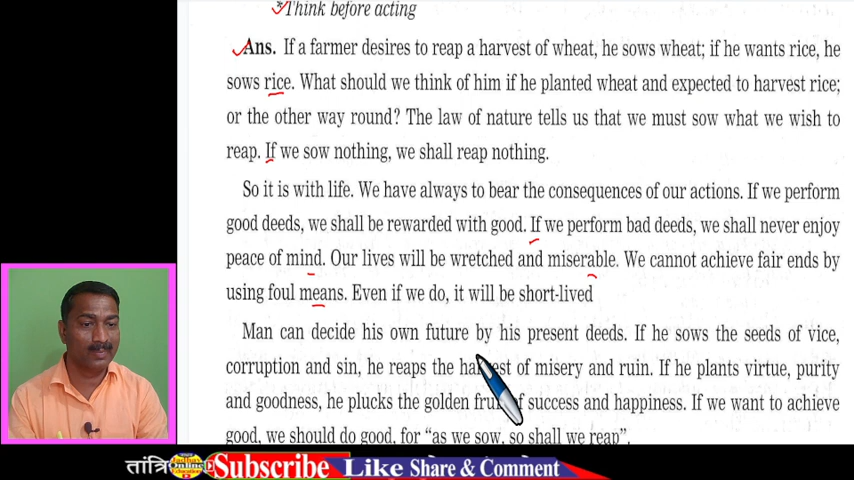 *Think before acting
Ans. If a farmer desires to reap a harvest of wheat, he sows wheat; if he wants rice, he
sows rice. What should we think of him if he planted wheat and expected to harvest rice;
or the other way round? The law of nature tells us that we must sow what we wish to
reap. If we sow nothing, we shall reap nothing.
So it is with life. We have always to bear the consequences of our actions. If we perform
good deeds, we shall be rewarded with good. If we perform bad deeds, we shall never enjoy
peace of mind. Our lives will be wretched and miserable. We cannot achieve fair ends by
using foul means. Even if we do, it will be short-lived
Man can decide his own future by his present deeds. If he sows the seeds of vice,
corruption and sin, he reaps the harvest of misery and ruin. If he plants virtue, purity
and goodness, he plucks the golden fruit of success and happiness. If we want to achieve
good, we should do good, for "as we sow, so shall we reap".
तांत्रि Online Subscribe Like Share & Comment